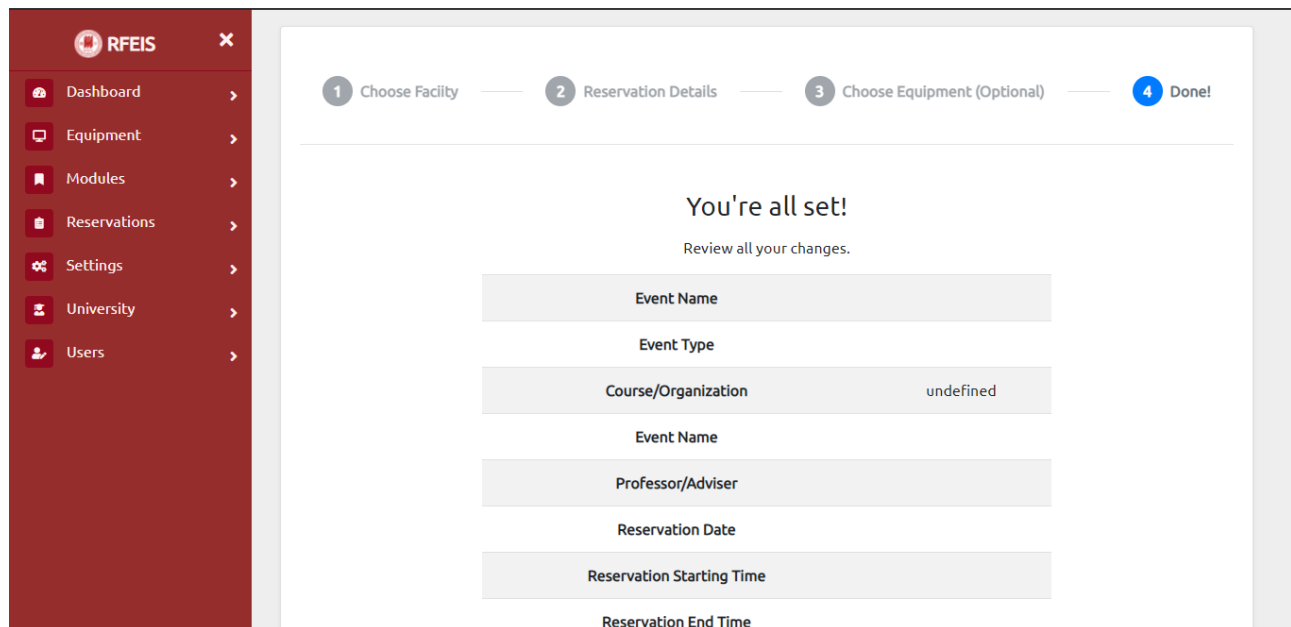 RFEIS ×
Dashboard
Equipment
Modules
Reservations
Settings
University
Users
1 Choose Faciity 2 Reservation Details 3 Choose Equipment (Optional) 4 Done!
You're all set!
Review all your changes.
Event Name
Event Type
Course/Organization undefined
Event Name
Professor/Adviser
Reservation Date
Reservation Starting Time
Reservation End Time